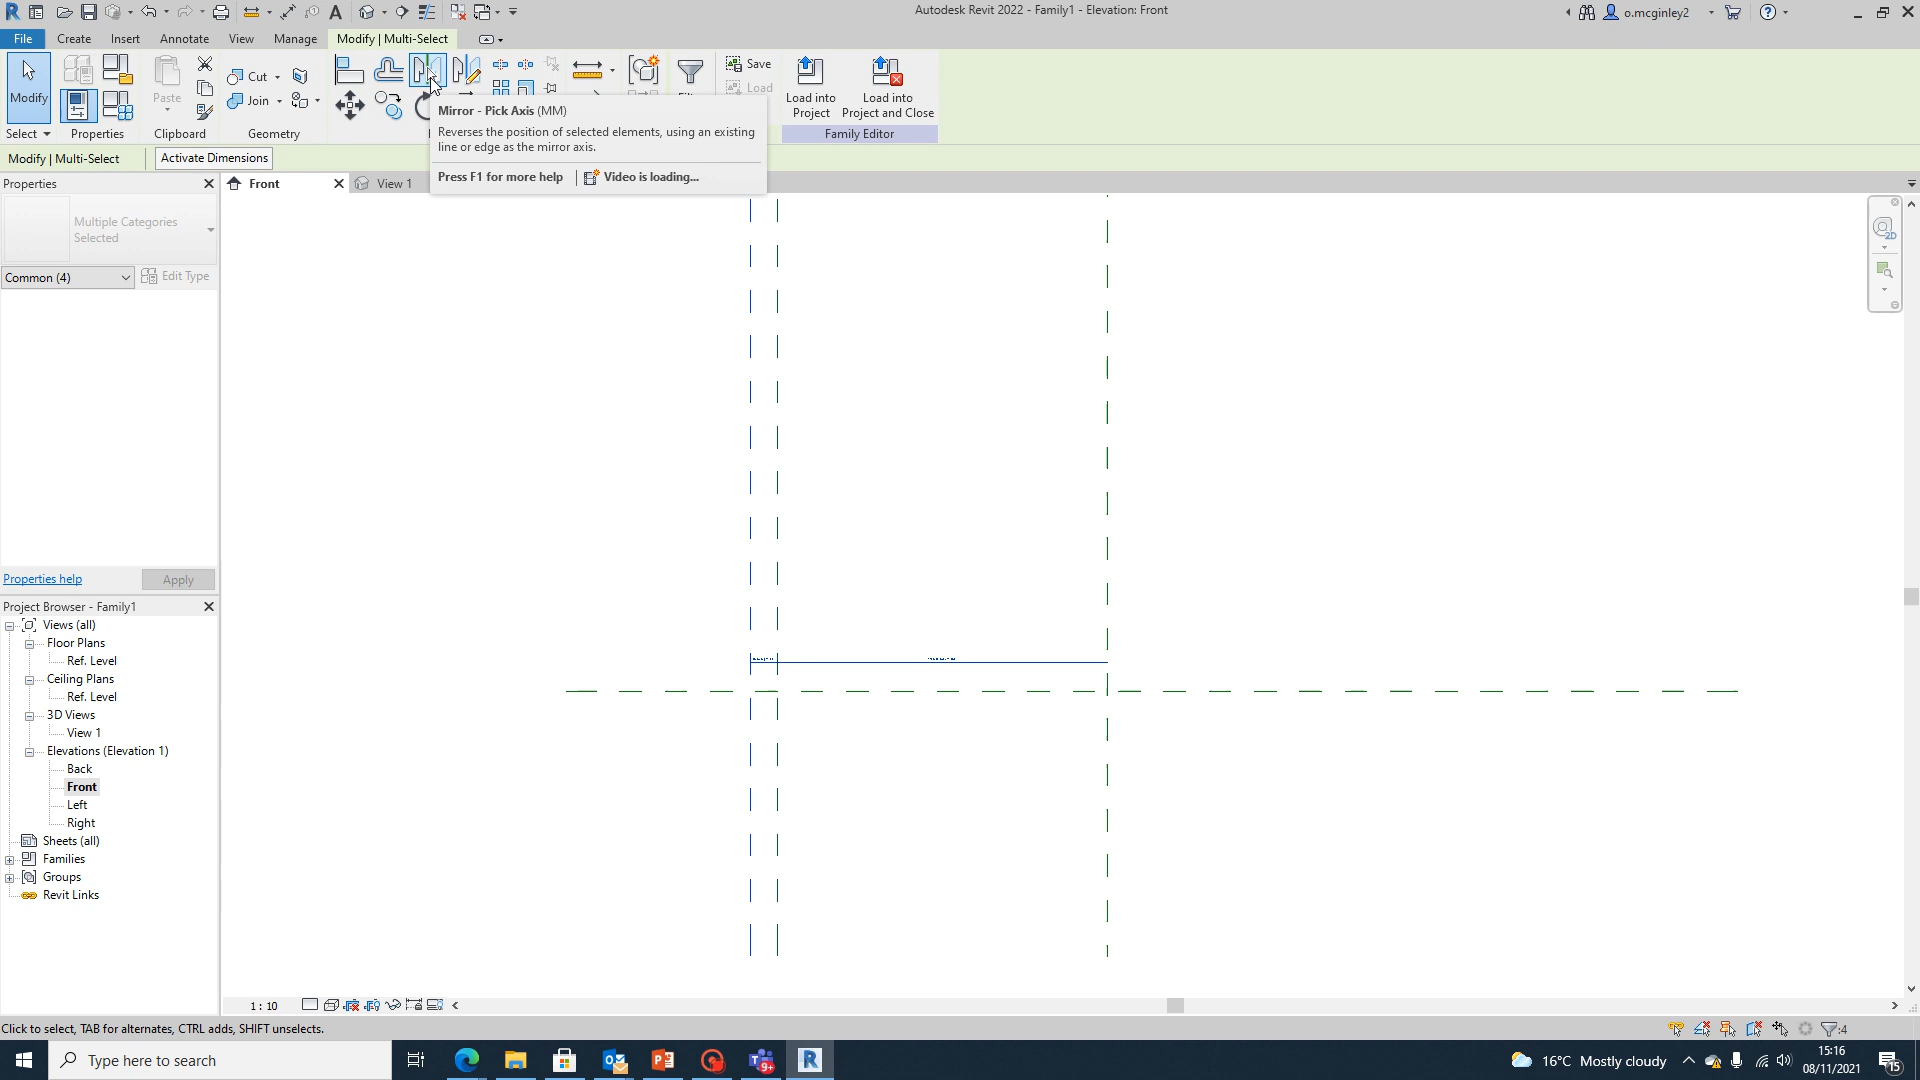 Autodesk Revit 2022 - Family1 - Elevation: Front
o.mcginley2
File Create Insert Annotate View Manage Modify | Multi-Select
Modify
Paste
Cut
Join
Save
Load
Load into
Project
Load into
Project and Close
Select Properties Clipboard Geometry Family Editor
Mirror - Pick Axis (MM)
Reverses the position of selected elements, using an existing
line or edge as the mirror axis.
Press F1 for more help
Video is loading...
Modify | Multi-Select Activate Dimensions
Properties
Front
View 1
Multiple Categories
Selected
Common (4)
Edit Type
2D
Properties help
Apply
Project Browser - Family1
Views (all)
Floor Plans
Ref. Level
Ceiling Plans
Ref. Level
3D Views
View 1
Elevations (Elevation 1)
Back
Front
Left
Right
Sheets (all)
Families
Groups
Revit Links
1 : 10
Click to select, TAB for alternates, CTRL adds, SHIFT unselects.
:4
Type here to search
9+
16°C Mostly cloudy
15:16
08/11/2021
15